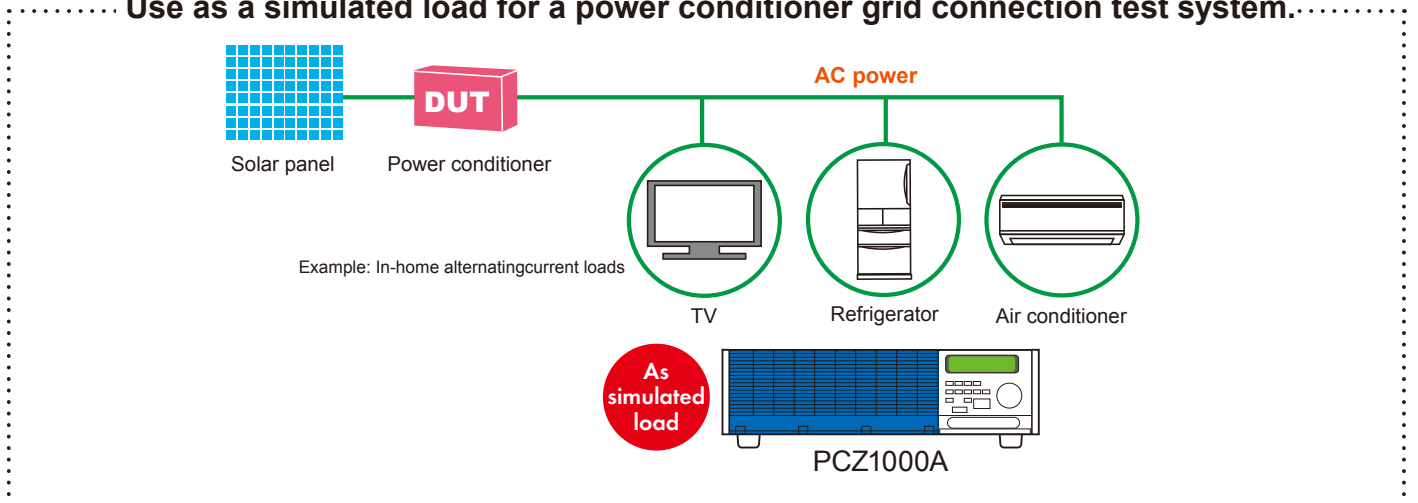 Use as a simulated load for a power conditioner grid connection test system.
AC power
DUT
Solar panel
Power conditioner
Example: In-home alternatingcurrent loads
TV
Refrigerator
Air conditioner
As
simulated
load
PCZ1000A